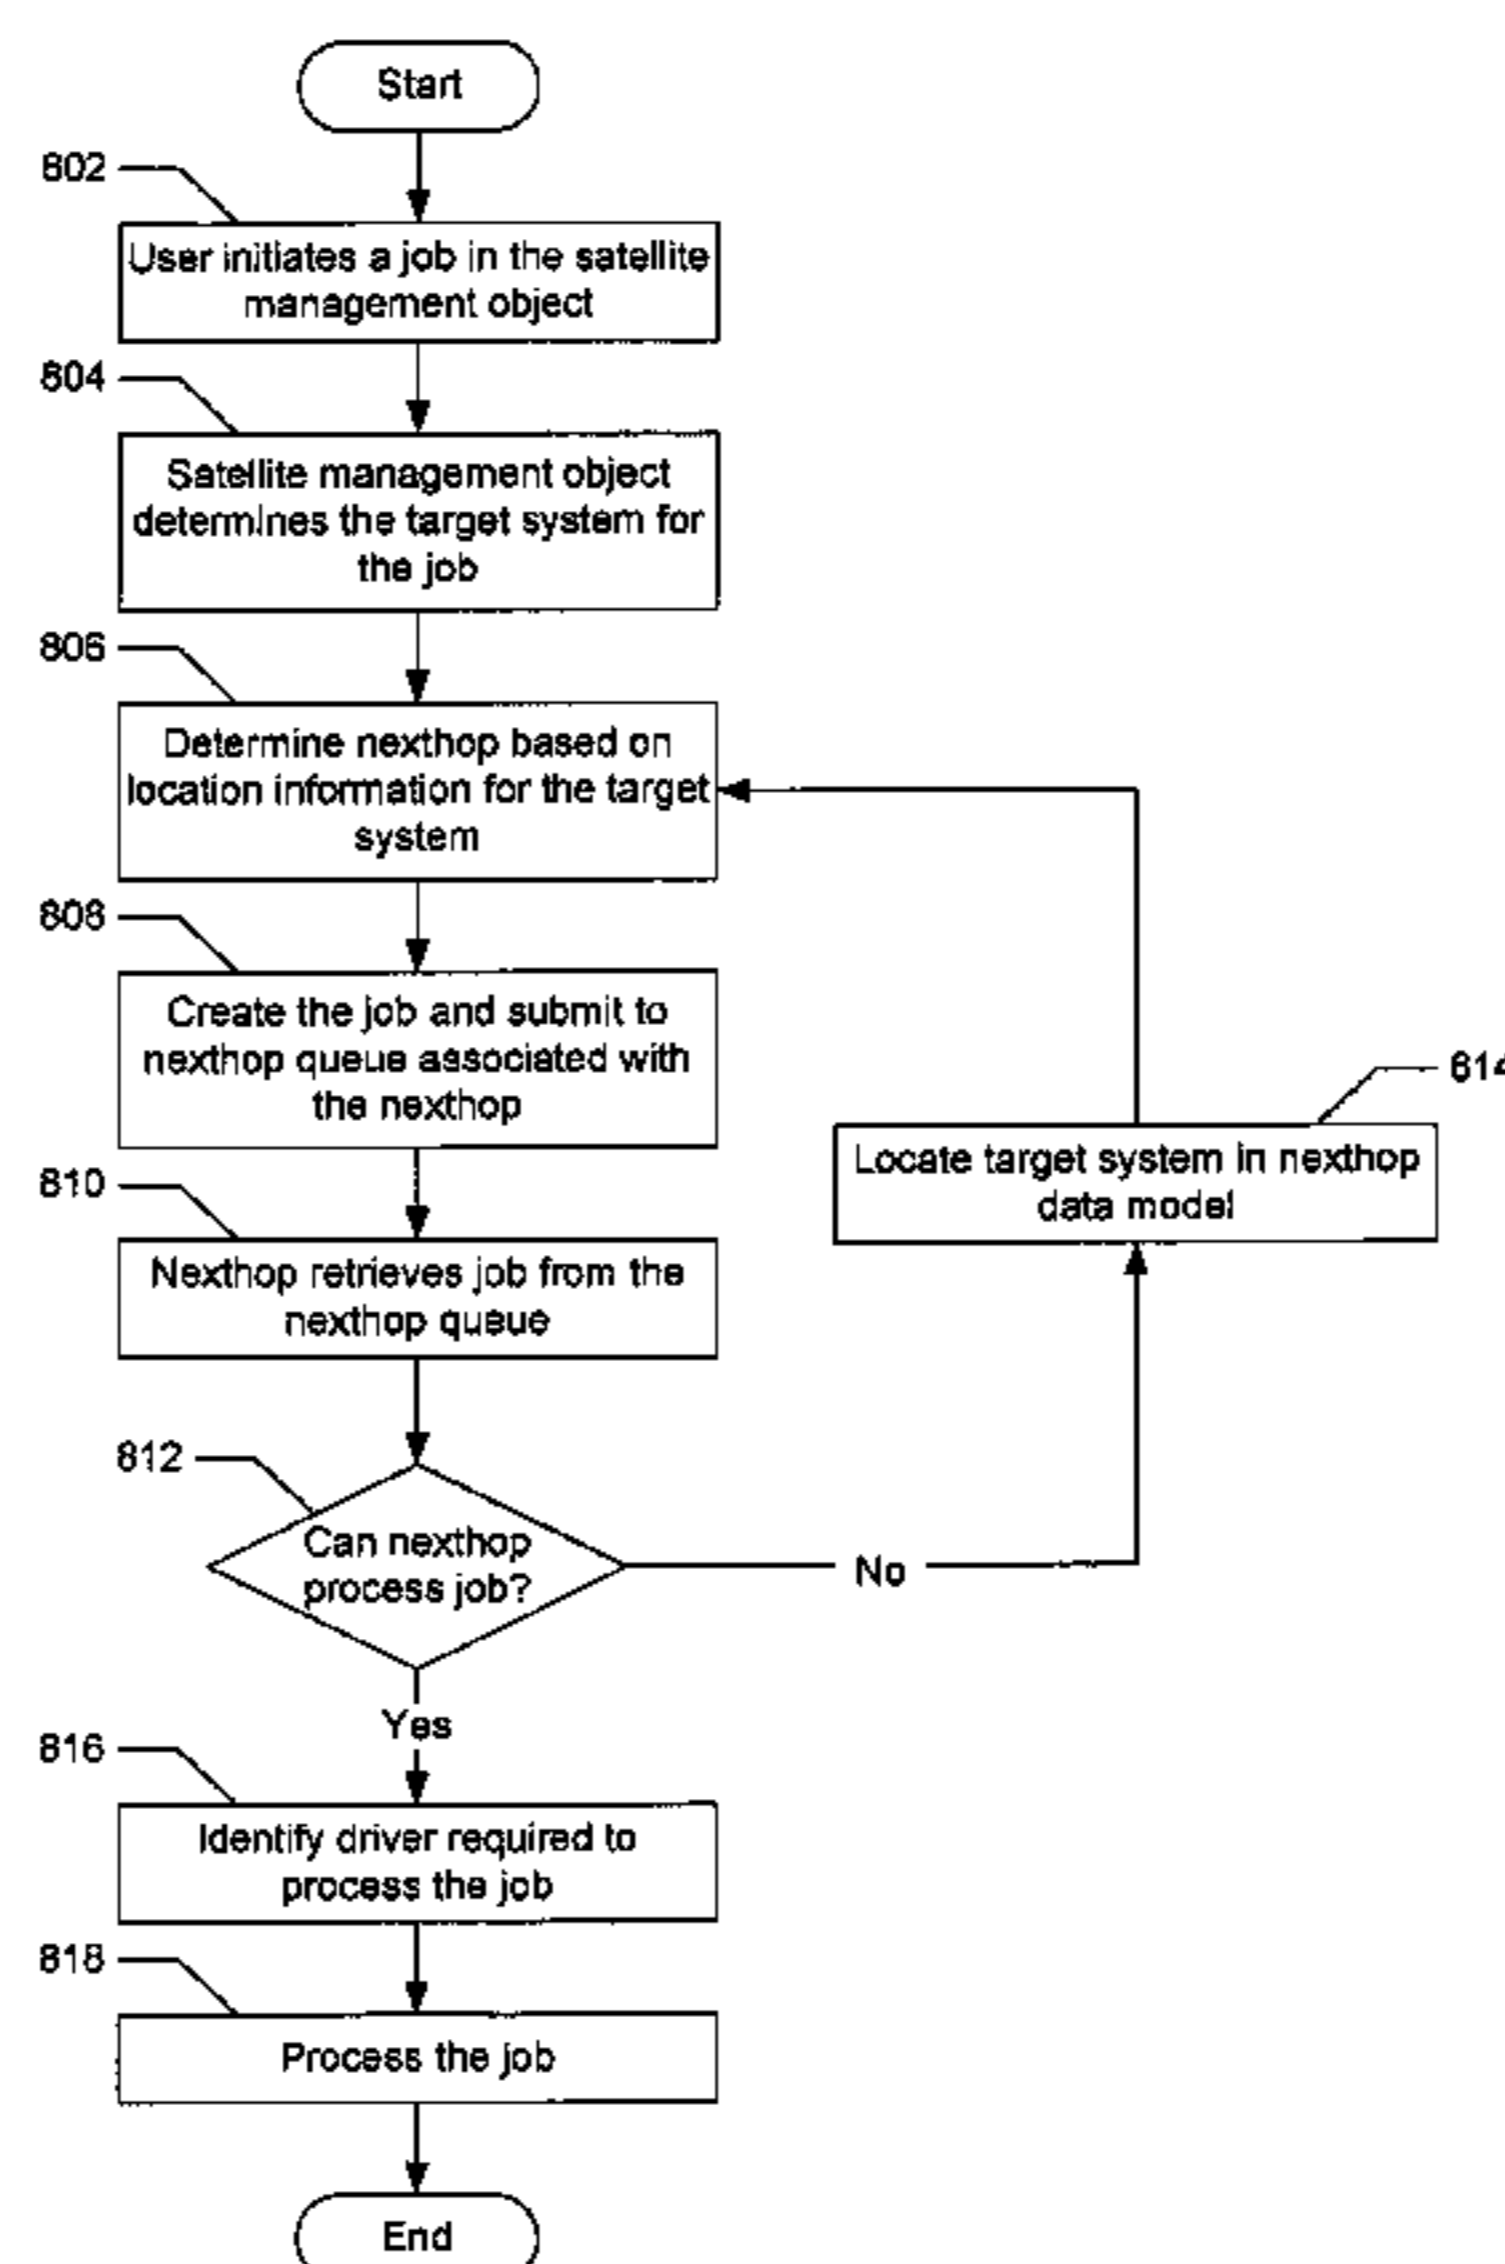 Start
802
User initiates a job in the satellite
management object
804
Satellite management object
determines the target system for
the job
806
Determine nexthop based on
location information for the target
system
808
Create the job and submit to
nexthop queue associated with
the nexthop
814
Locate target system in nexthop
data model
810
Nexthop retrieves job from the
nexthop queue
812
Can nexthop
process job?
No
Yes
816
Identify driver required to
process the job
818
Process the job
End